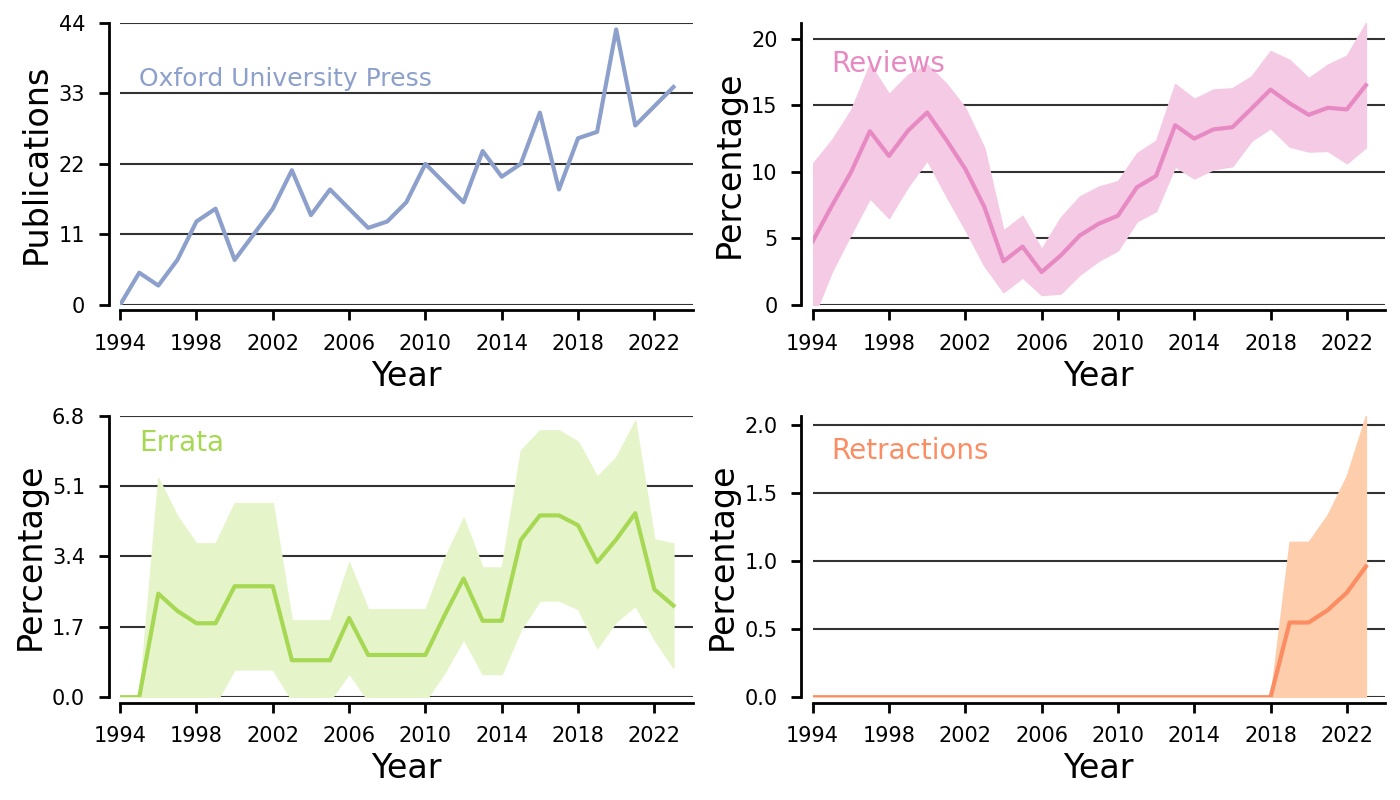 Publications
44
33
22
11
0
Oxford University Press
1994 1998 2002 2006 2010 2014 2018 2022
Year
Percentage
20
15
10
5
0
Reviews
1994 1998 2002 2006 2010 2014 2018 2022
Year
Percentage
6.8
5.1
3.4
1.7
0.0
Errata
1994 1998 2002 2006 2010 2014 2018 2022
Year
Percentage
2.0
1.5
1.0
0.5
0.0
Retractions
1994 1998 2002 2006 2010 2014 2018 2022
Year